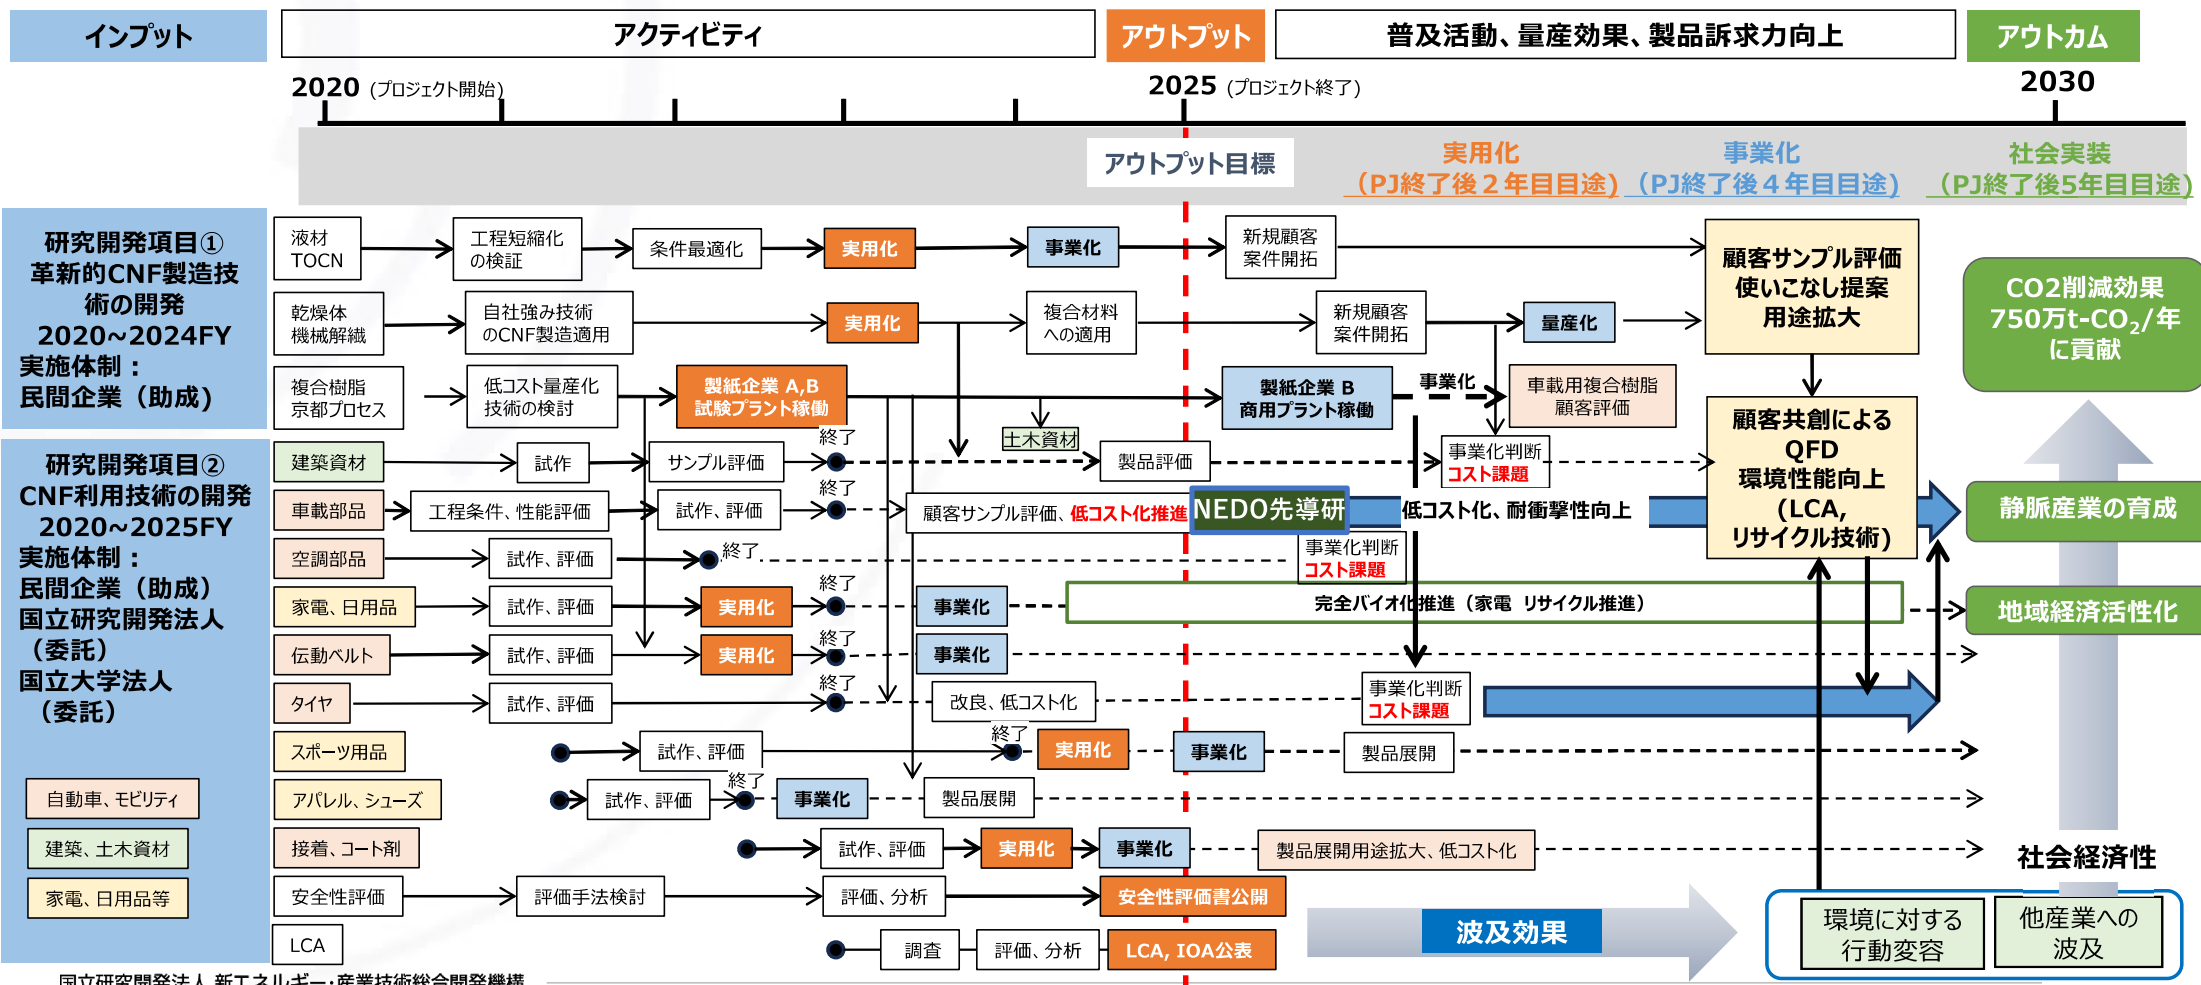 インプット
アクティビティ
アウトプット
普及活動、量産効果、製品訴求力向上
アウトカム
2020 (プロジェクト開始)
2025 (プロジェクト終了)
2030
アウトプット目標
実用化
（PJ終了後２年目目途)
事業化
（PJ終了後４年目目途)
社会実装
（PJ終了後5年目目途)
研究開発項目①
革新的CNF製造技
術の開発
2020~2024FY
実施体制：
民間企業（助成)
液材
TOCN
工程短縮化
の検証
条件最適化
実用化
事業化
新規顧客
案件開拓
顧客サンプル評価
使いこなし提案
用途拡大
乾燥体
機械解繊
自社強み技術
のCNF製造適用
実用化
複合材料
への適用
新規顧客
案件開拓
量産化
CO2削減効果
750万t-CO2/年
に貢献
複合樹脂
京都プロセス
低コスト量産化
技術の検討
製紙企業 A,B
試験プラント稼働
製紙企業 B
商用プラント稼働
事業化
車載用複合樹脂
顧客評価
土木資材
顧客共創による
QFD
環境性能向上
(LCA,
リサイクル技術)
研究開発項目②
CNF利用技術の開発
2020~2025FY
実施体制：
民間企業（助成）
国立研究開発法人
（委託）
国立大学法人
（委託）
建築資材
試作
サンプル評価
終了
製品評価
事業化判断
コスト課題
車載部品
工程条件、性能評価
試作、評価
終了
顧客サンプル評価、低コスト化推進
NEDO先導研
低コスト化、耐衝撃性向上
静脈産業の育成
空調部品
試作、評価
終了
事業化判断
コスト課題
家電、日用品
試作、評価
実用化
終了
事業化
完全バイオ化推進（家電 リサイクル推進）
地域経済活性化
伝動ベルト
試作、評価
実用化
終了
事業化
タイヤ
試作、評価
終了
改良、低コスト化
事業化判断
コスト課題
スポーツ用品
試作、評価
終了
実用化
事業化
製品展開
アパレル、シューズ
試作、評価
終了
事業化
製品展開
接着、コート剤
試作、評価
実用化
事業化
製品展開用途拡大、低コスト化
社会経済性
安全性評価
評価手法検討
評価、分析
安全性評価書公開
LCA
調査
評価、分析
LCA, IOA公表
波及効果
環境に対する
行動変容
他産業への
波及
自動車、モビリティ
建築、土木資材
家電、日用品等
国立研究開発法人 新エネルギー・産業技術総合開発機構